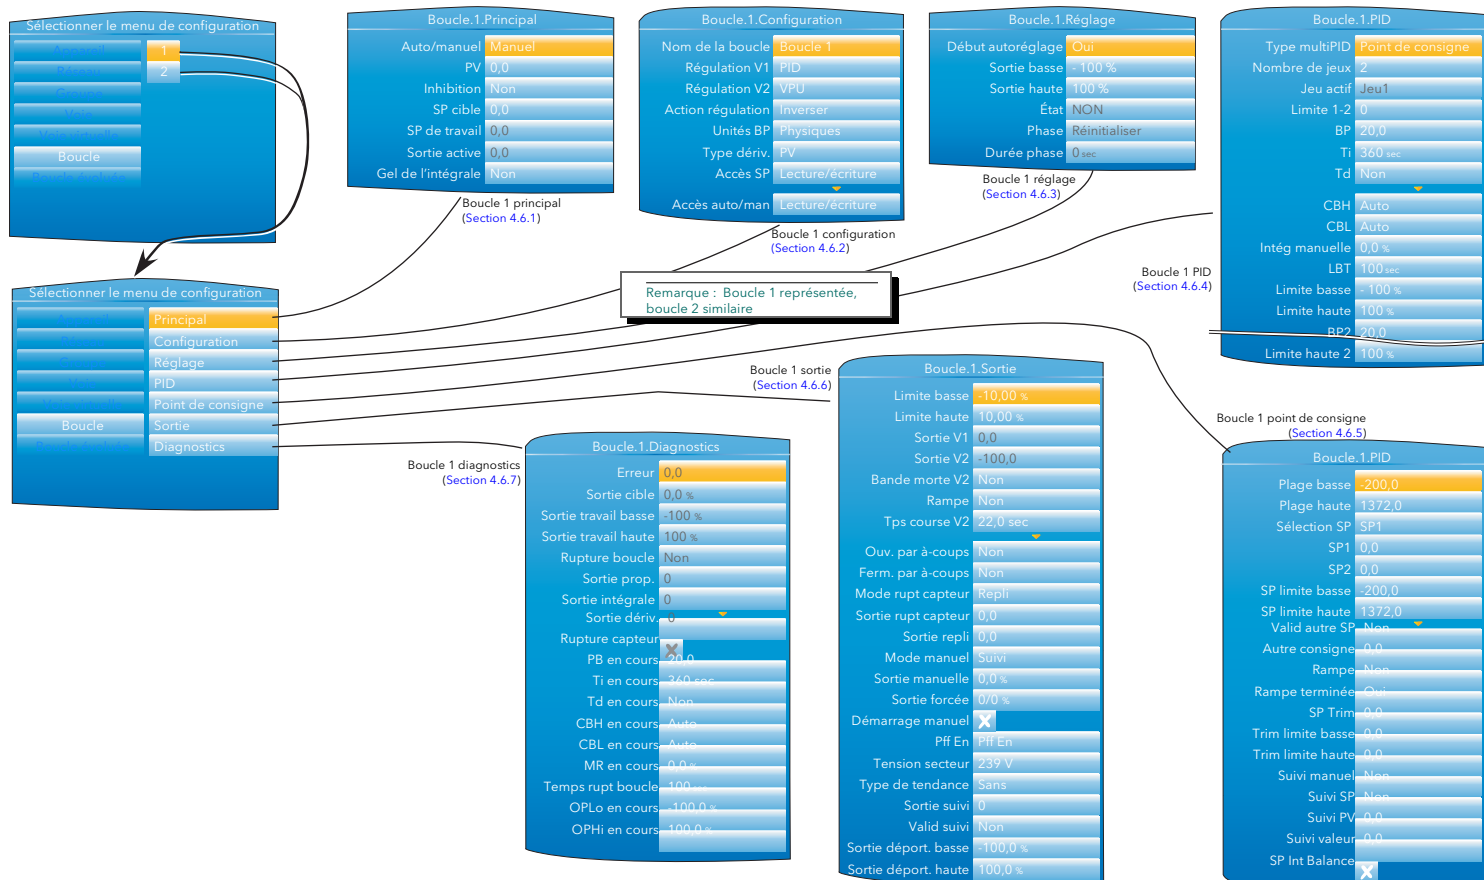 Sélectionner le menu de configuration
Appareil
1
Réseau
2
Groupe
Voie
Voie virtuelle
Boucle
Boucle évoluée
Boucle.1.Principal
Auto/manuel Manuel
PV 0,0
Inhibition Non
SP cible 0,0
SP de travail 0,0
Sortie active 0,0
Gel de l'intégrale Non
Boucle 1 principal
(Section 4.6.1)
Boucle.1.Configuration
Nom de la boucle Boucle 1
Régulation V1 PID
Régulation V2 VPU
Action régulation Inverser
Unités BP Physiques
Type dériv. PV
Accès SP Lecture/écriture
Accès auto/man Lecture/écriture
Boucle 1 configuration
(Section 4.6.2)
Boucle.1.Réglage
Début autoréglage Oui
Sortie basse - 100 %
Sortie haute 100 %
État NON
Phase Réinitialiser
Durée phase 0 sec
Boucle 1 réglage
(Section 4.6.3)
Boucle.1.PID
Type multiPID Point de consigne
Nombre de jeux 2
Jeu actif Jeu1
Limite 1-2 0
BP 20,0
Ti 360 sec
Td Non
CBH Auto
CBL Auto
Intég manuelle 0,0 %
LBT 100 sec
Limite basse - 100 %
Limite haute 100 %
BP2 20,0
Limite haute 2 100 %
Boucle 1 PID
(Section 4.6.4)
Remarque : Boucle 1 représentée,
boucle 2 similaire
Sélectionner le menu de configuration
Principal
Configuration
Réglage
PID
Point de consigne
Boucle
Sortie
Diagnostics
Boucle 1 diagnostics
(Section 4.6.7)
Boucle.1.Diagnostics
Erreur 0,0
Sortie cible 0,0 %
Sortie travail basse -100 %
Sortie travail haute 100 %
Rupture boucle Non
Sortie prop. 0
Sortie intégrale 0
Sortie dériv. 0
Rupture capteur
PB en cours 20,0
Ti en cours 360 sec
Td en cours Non
CBH en cours Auto
CBL en cours Auto
MR en cours 0,0 %
Temps rupt boucle 100 sec
OPLo en cours -100,0 %
OPHi en cours 100,0 %
Boucle 1 sortie
(Section 4.6.6)
Boucle.1.Sortie
Limite basse -10,00 %
Limite haute 10,00 %
Sortie V1 0,0
Sortie V2 -100,0
Bande morte V2 Non
Rampe Non
Tps course V2 22,0 sec
Ouv. par à-coups Non
Ferm. par à-coups Non
Mode rupt capteur Repli
Sortie rupt capteur 0,0
Sortie repli 0,0
Mode manuel Suivi
Sortie manuelle 0,0 %
Sortie forcée 0/0 %
Démarrage manuel
Pff En Pff En
Tension secteur 239 V
Type de tendance Sans
Sortie suivi 0
Valid suivi Non
Sortie déport. basse -100,0 %
Sortie déport. haute 100,0 %
Boucle 1 point de consigne
(Section 4.6.5)
Boucle.1.PID
Plage basse -200,0
Plage haute 1372,0
Sélection SP SP1
SP1 0,0
SP2 0,0
SP limite basse -200,0
SP limite haute 1372,0
Valid autre SP Non
Autre consigne 0,0
Rampe Non
Rampe terminée Oui
SP Trim 0,0
Trim limite basse 0,0
Trim limite haute 0,0
Suivi manuel Non
Suivi SP Non
Suivi PV 0,0
Suivi valeur 0,0
SP Int Balance